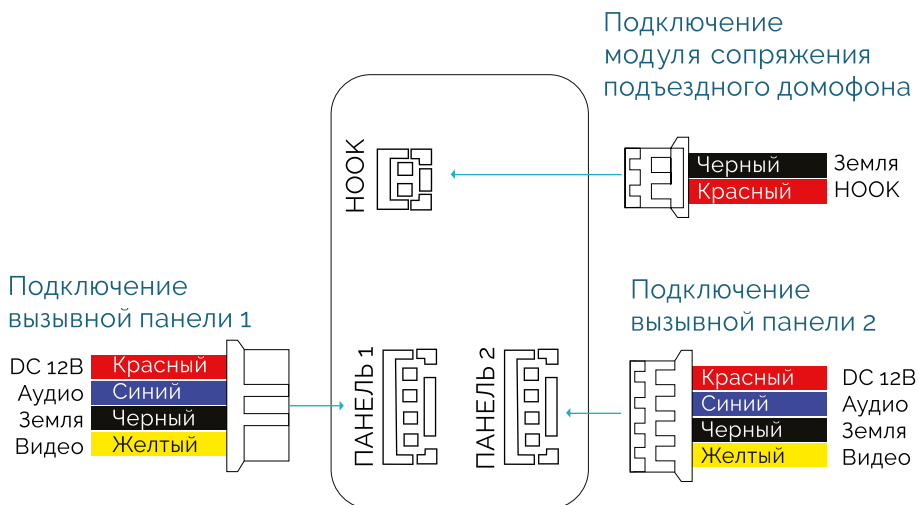 Подключение
модуля сопряжения
подъездного домофона
HOOK
Черный Земля
Красный HOOK
Подключение
вызывной панели 1
DC 12В Красный
Аудио Синий
Земля Черный
Видео Желтый
ПАНЕЛЬ 1
ПАНЕЛЬ 2
Подключение
вызывной панели 2
Красный DC 12В
Синий Аудио
Черный Земля
Желтый Видео